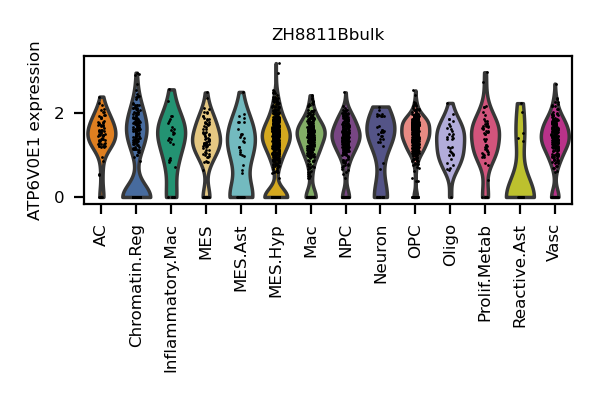 ZH8811Bbulk
ATP6V0E1 expression
2
0
AC
Chromatin.Reg
Inflammatory.Mac
MES
MES.Ast
MES.Hyp
Mac
NPC
Neuron
OPC
Oligo
Prolif.Metab
Reactive.Ast
Vasc